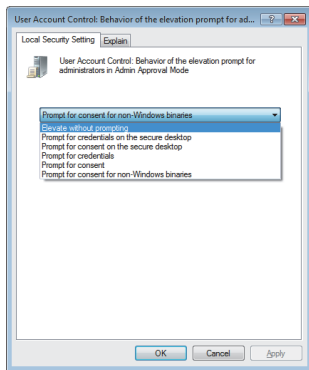 User Account Control: Behavior of the elevation prompt for ad...
Local Security Setting
Explain
User Account Control: Behavior of the elevation prompt for
administrators in Admin Approval Mode
Prompt for consent for non-Windows binaries
Elevate without prompting
Prompt for credentials on the secure desktop
Prompt for consent on the secure desktop
Prompt for credentials
Prompt for consent
Prompt for consent for non-Windows binaries
OK
Cancel
Apply